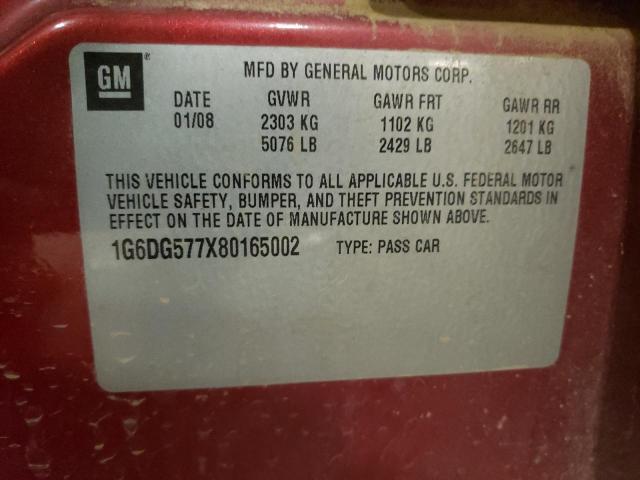 GM ®
MFD BY GENERAL MOTORS CORP.
DATE GVWR GAWR FRT GAWR RR
01/08 2303 KG 1102 KG 1201 KG
5076 LB 2429 LB 2647 LB
THIS VEHICLE CONFORMS TO ALL APPLICABLE U.S. FEDERAL MOTOR
VEHICLE SAFETY, BUMPER, AND THEFT PREVENTION STANDARDS IN
EFFECT ON THE DATE OF MANUFACTURE SHOWN ABOVE.
1G6DG577X80165002 TYPE: PASS CAR